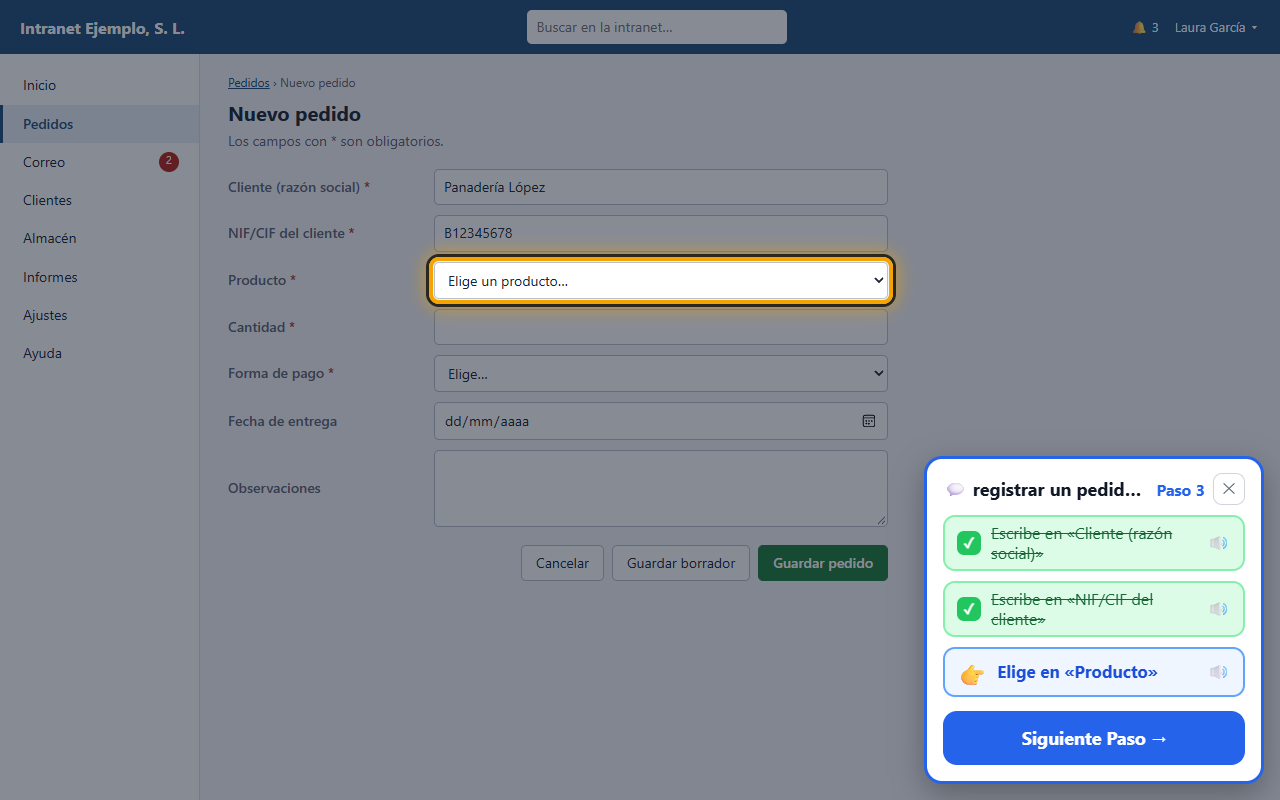 Intranet Ejemplo, S. L.
Buscar en la intranet...
3
Laura García
Inicio
Pedidos
Correo
2
Clientes
Almacén
Informes
Ajustes
Ayuda
Pedidos › Nuevo pedido
Nuevo pedido
Los campos con * son obligatorios.
Cliente (razón social) *
Panadería López
NIF/CIF del cliente *
B12345678
Producto *
Elige un producto...
Cantidad *
Forma de pago *
Elige...
Fecha de entrega
dd/mm/aaaa
Observaciones
Cancelar
Guardar borrador
Guardar pedido
registrar un pedid...
Paso 3
Escribe en «Cliente (razón
social)»
Escribe en «NIF/CIF del
cliente»
Elige en «Producto»
Siguiente Paso →